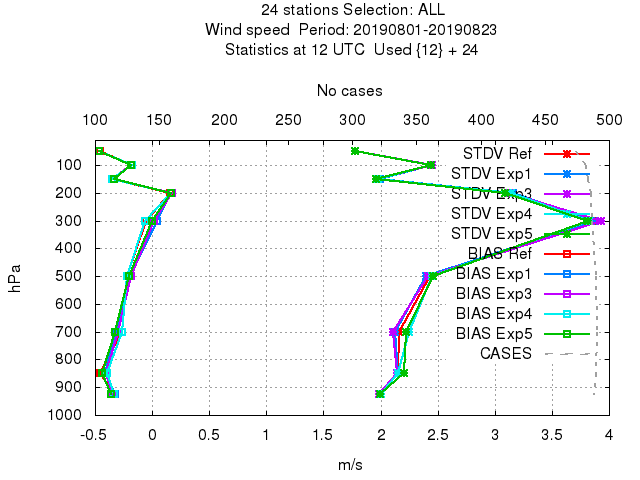 24 stations Selection: ALL
Wind speed  Period: 20190801-20190823
Statistics at 12 UTC  Used {12} + 24
No cases
100 150 200 250 300 350 400 450 500
STDV Ref
STDV Exp1
STDV Exp3
STDV Exp4
STDV Exp5
BIAS Ref
BIAS Exp1
BIAS Exp3
BIAS Exp4
BIAS Exp5
CASES
hPa
100
200
300
400
500
600
700
800
900
1000
-0.5 0 0.5 1 1.5 2 2.5 3 3.5 4
m/s